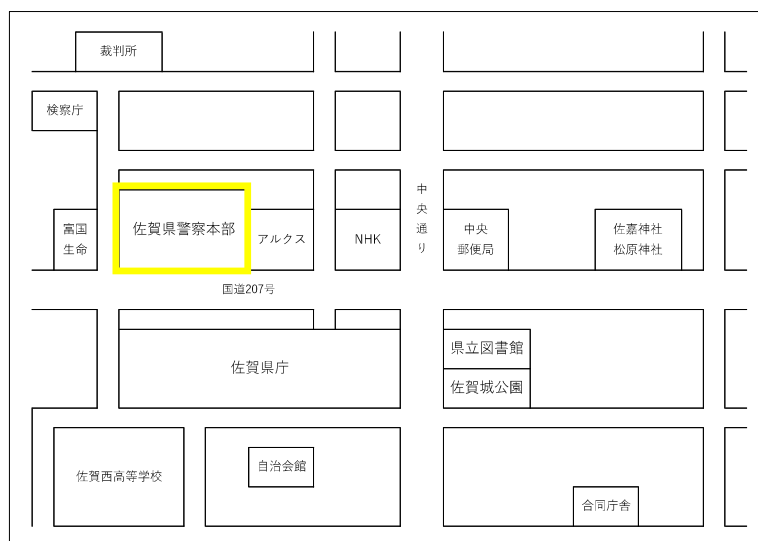 裁判所
検察庁
富国
生命
佐賀県警察本部
アルクス
NHK
中央通り
中央
郵便局
佐嘉神社
松原神社
国道207号
佐賀県庁
県立図書館
佐賀城公園
佐賀西高等学校
自治会館
合同庁舎